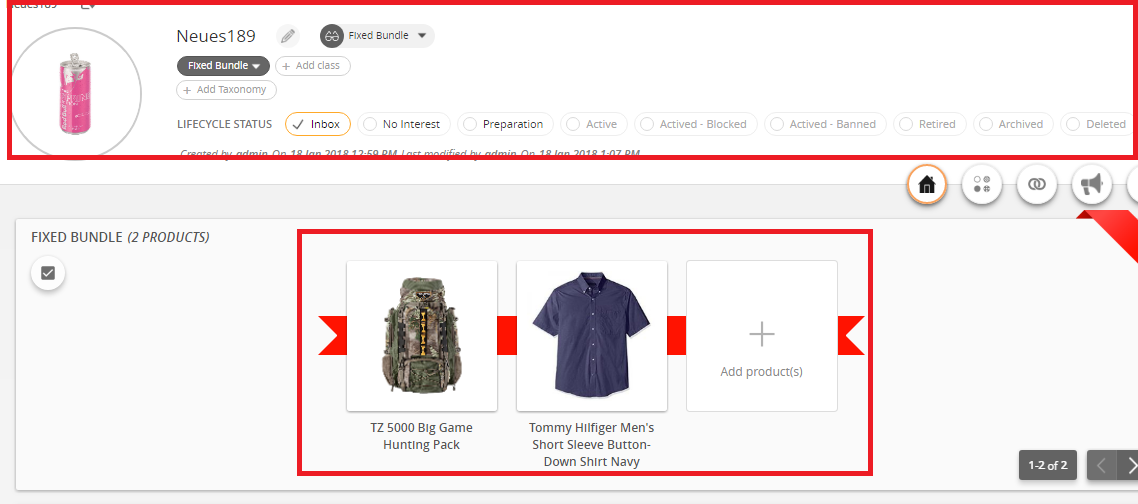 Neues189
Neues189 Fixed Bundle
Fixed Bundle + Add class
+ Add Taxonomy
LIFECYCLE STATUS Inbox No Interest Preparation Active Actived - Blocked Actived - Banned Retired Archived Deleted
Created by admin On 18 Jan 2018 12:59 PM Last modified by admin On 18 Jan 2018 1:07 PM
FIXED BUNDLE (2 PRODUCTS)
Add product(s)
TZ 5000 Big Game
Hunting Pack
Tommy Hilfiger Men's
Short Sleeve Button-
Down Shirt Navy
1-2 of 2